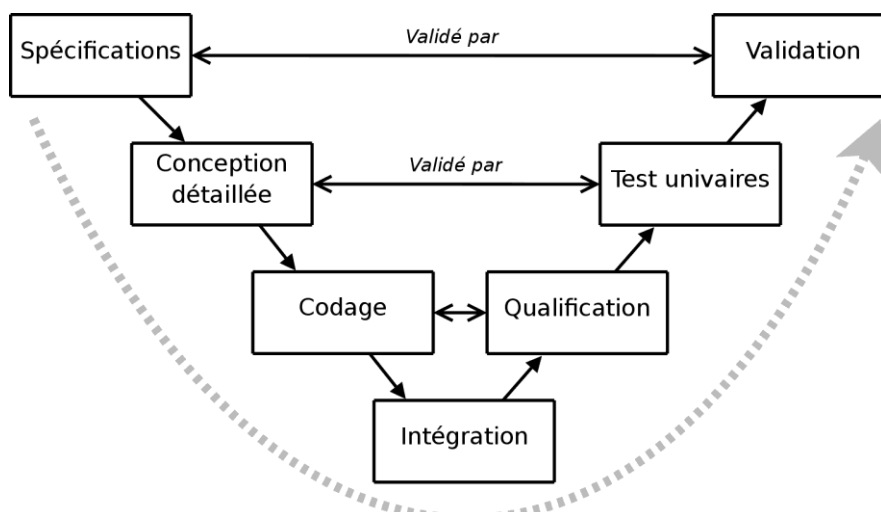 Spécifications
Validé par
Validation
Conception
détaillée
Validé par
Test univaires
Codage
Qualification
Intégration